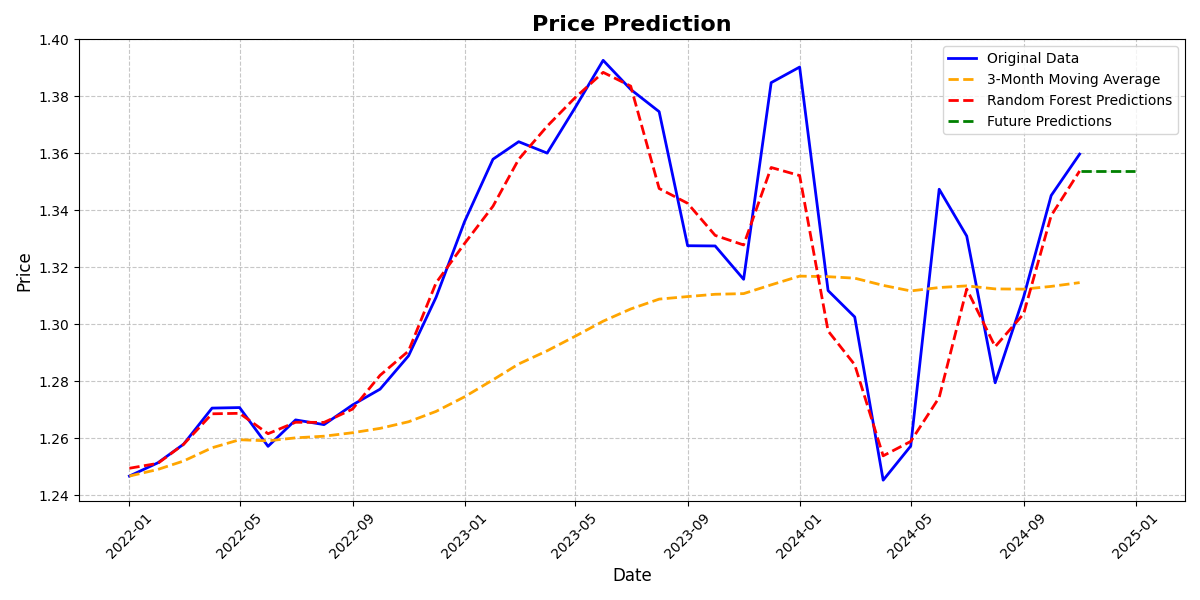 Price Prediction
1.40
1.38
1.36
1.34
1.32
1.30
1.28
1.26
1.24
Price
Original Data
3-Month Moving Average
Random Forest Predictions
Future Predictions
2022-01
2022-05
2022-09
2023-01
2023-05
2023-09
2024-01
2024-05
2024-09
2025-01
Date